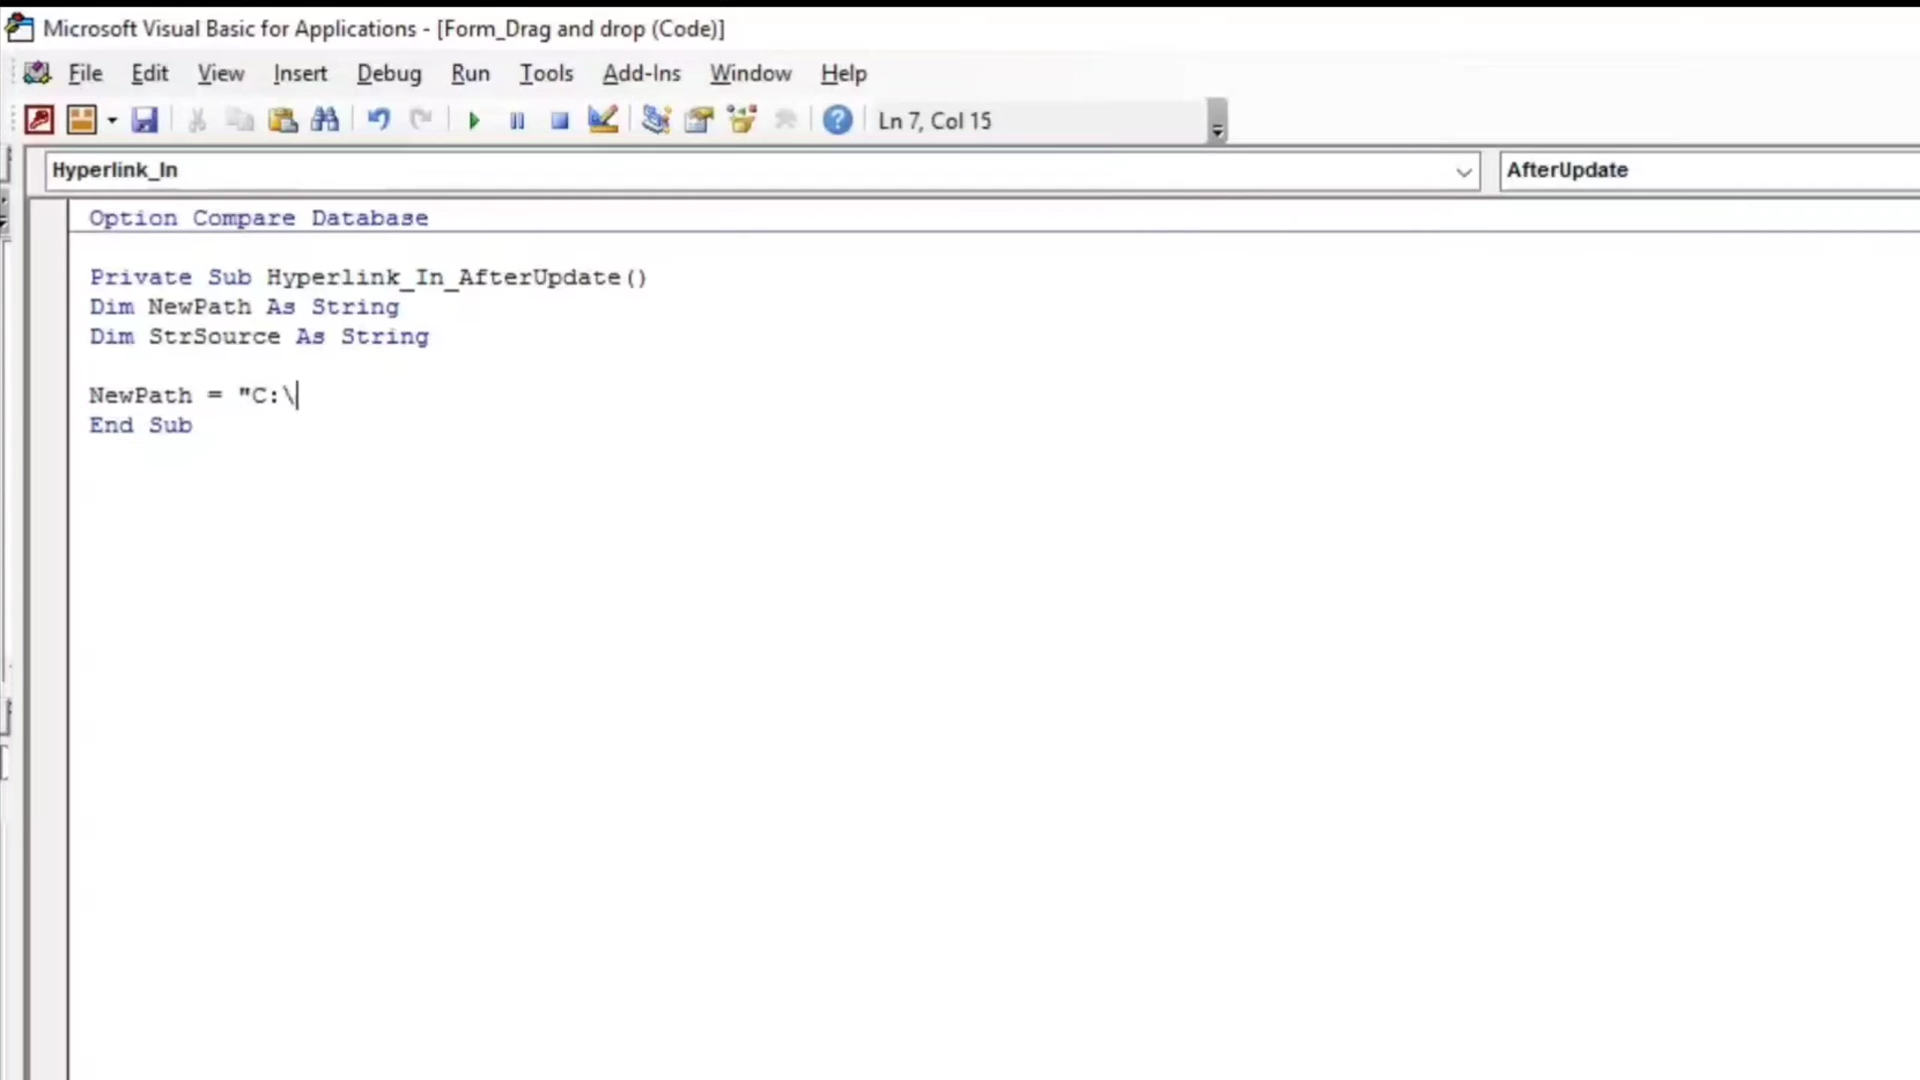 Microsoft Visual Basic for Applications - [Form_Drag and drop (Code)]
File Edit View Insert Debug Run Tools Add-Ins Window Help
Ln 7, Col 15
Hyperlink_In AfterUpdate
Option Compare Database
Private Sub Hyperlink_In_AfterUpdate()
Dim NewPath As String
Dim StrSource As String
NewPath = "C:\
End Sub